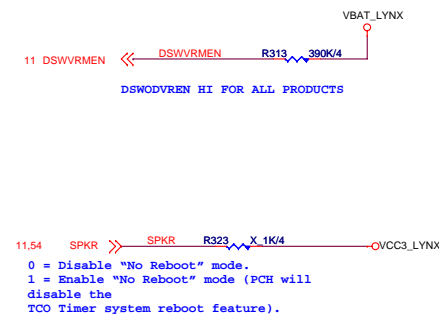 VBAT_LYNX
11 DSWVRMEN DSWVRMEN R313 390K/4
DSWODVREN HI FOR ALL PRODUCTS
11,54 SPKR SPKR R323 X_1K/4 VCC3_LYNX
0 = Disable “No Reboot” mode.
1 = Enable “No Reboot” mode (PCH will
disable the
TCO Timer system reboot feature).